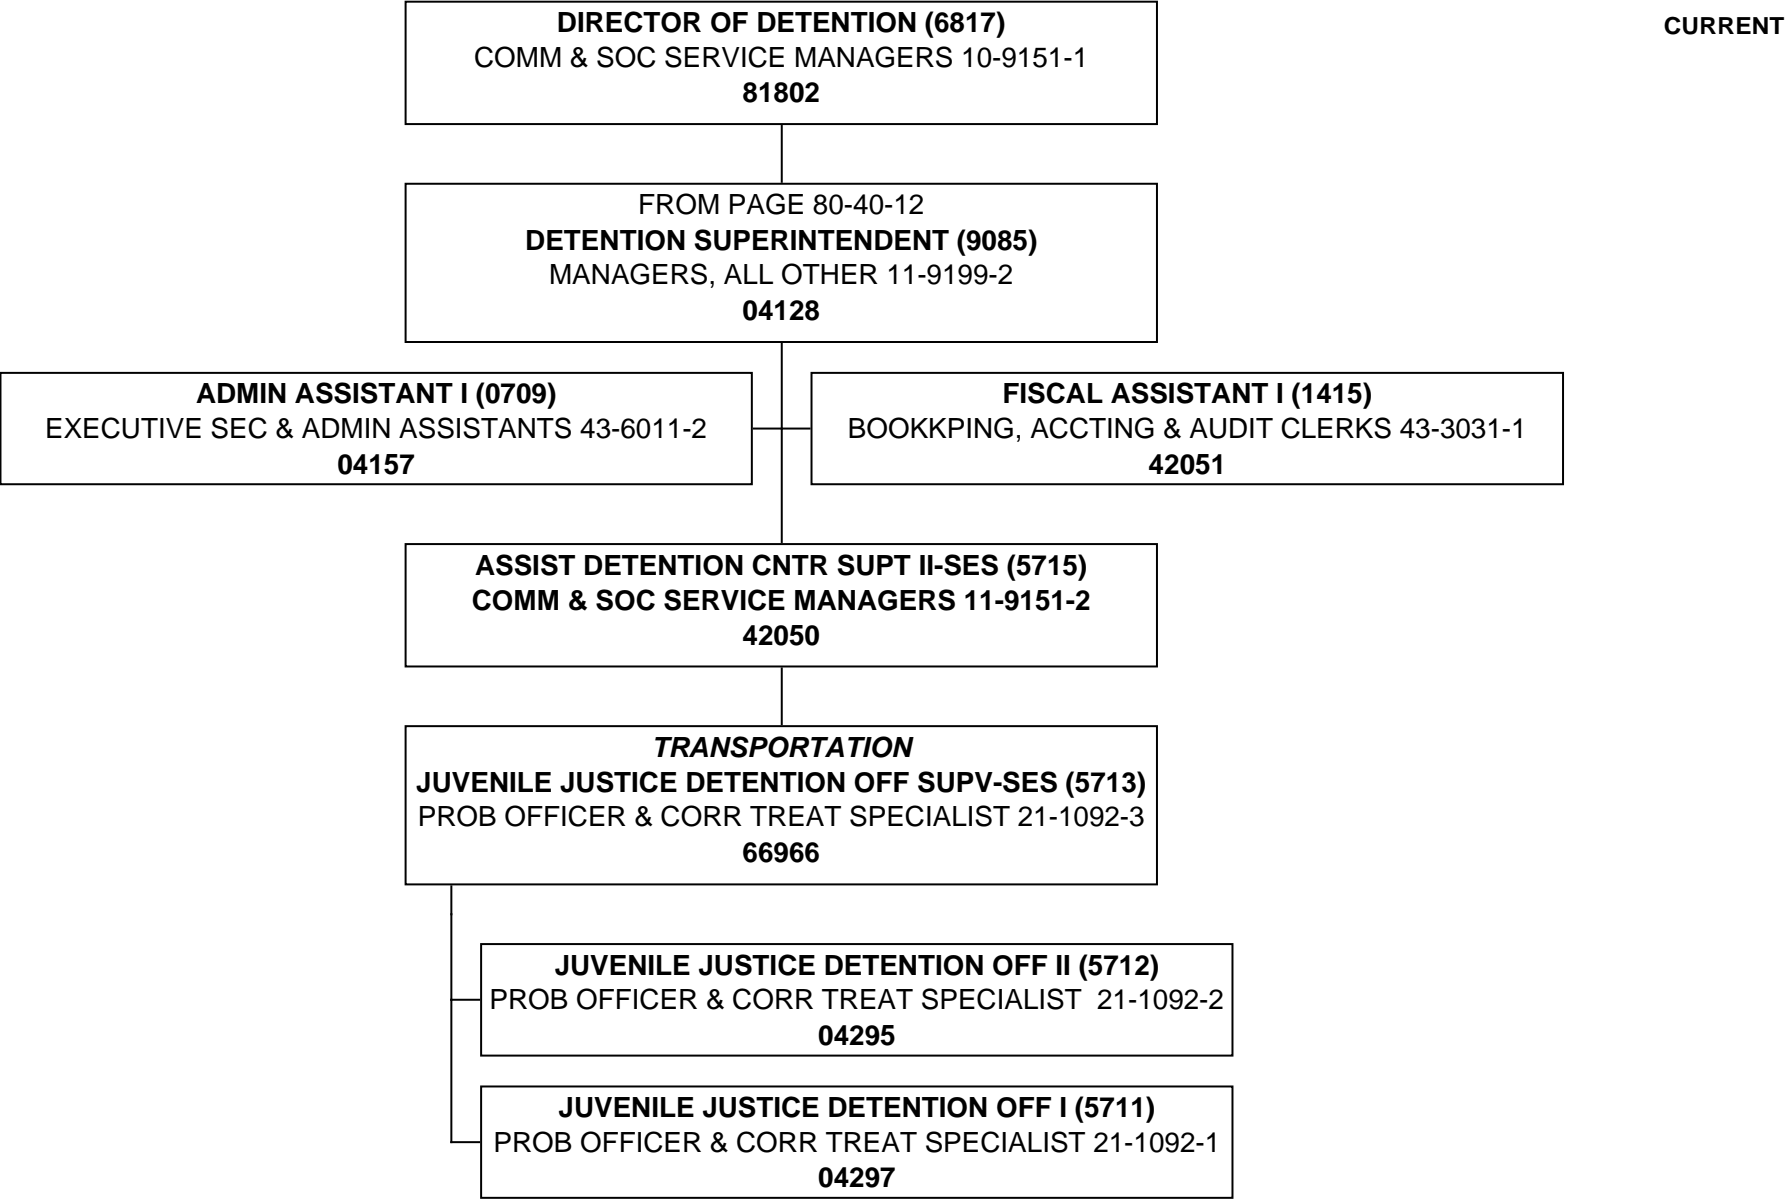 DIRECTOR OF DETENTION (6817)
COMM & SOC SERVICE MANAGERS 10-9151-1
81802
CURRENT
FROM PAGE 80-40-12
DETENTION SUPERINTENDENT (9085)
MANAGERS, ALL OTHER 11-9199-2
04128
ADMIN ASSISTANT I (0709)
EXECUTIVE SEC & ADMIN ASSISTANTS 43-6011-2
04157
FISCAL ASSISTANT I (1415)
BOOKKPING, ACCTING & AUDIT CLERKS 43-3031-1
42051
ASSIST DETENTION CNTR SUPT II-SES (5715)
COMM & SOC SERVICE MANAGERS 11-9151-2
42050
TRANSPORTATION
JUVENILE JUSTICE DETENTION OFF SUPV-SES (5713)
PROB OFFICER & CORR TREAT SPECIALIST 21-1092-3
66966
JUVENILE JUSTICE DETENTION OFF II (5712)
PROB OFFICER & CORR TREAT SPECIALIST  21-1092-2
04295
JUVENILE JUSTICE DETENTION OFF I (5711)
PROB OFFICER & CORR TREAT SPECIALIST 21-1092-1
04297